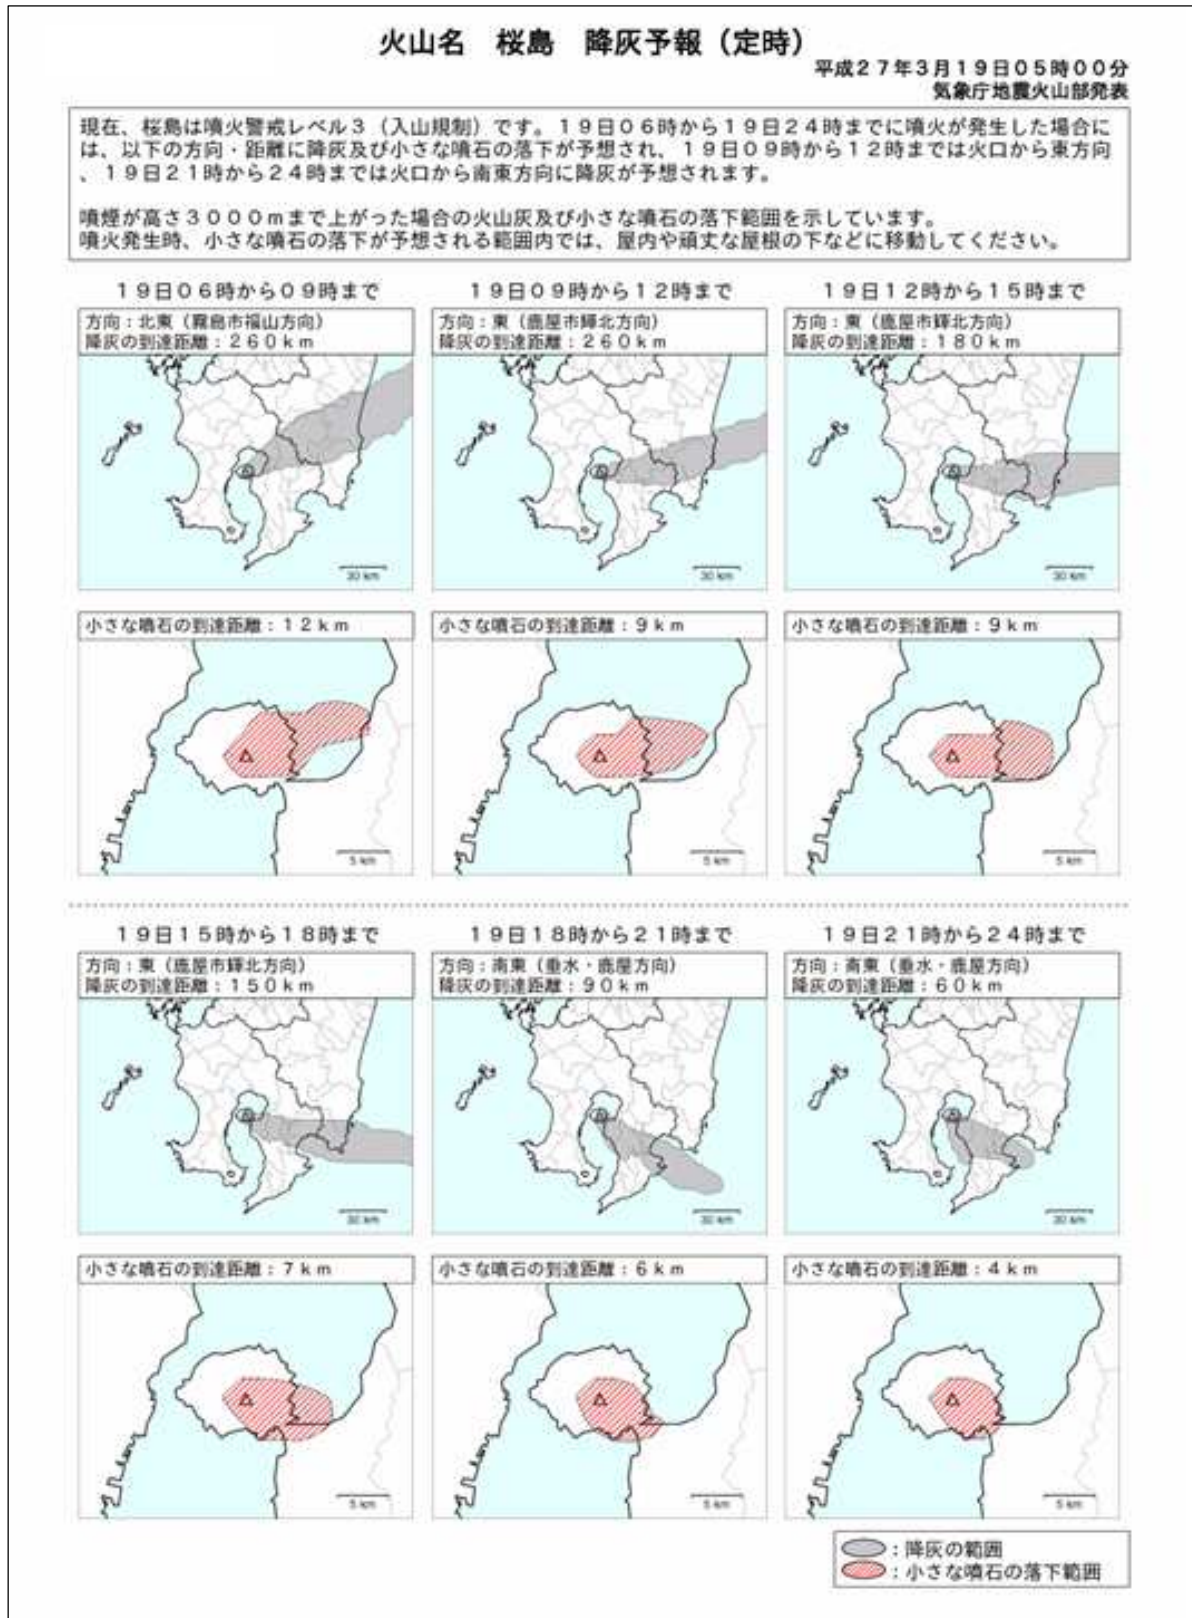 火山名　桜島　降灰予報（定時）
平成２７年３月１９日０５時００分
気象庁地震火山部発表
現在、桜島は噴火警戒レベル３（入山規制）です。１９日０６時から１９日２４時までに噴火が発生した場合に
は、以下の方向・距離に降灰及び小さな噴石の落下が予想され、１９日０９時から１２時までは火口から東方向
、１９日２１時から２４時までは火口から南東方向に降灰が予想されます。
噴煙が高さ３０００ｍまで上がった場合の火山灰及び小さな噴石の落下範囲を示しています。
噴火発生時、小さな噴石の落下が予想される範囲内では、屋内や頑丈な屋根の下などに移動してください。
１９日０６時から０９時まで
１９日０９時から１２時まで
１９日１２時から１５時まで
方向：北東（霧島市福山方向）
降灰の到達距離：２６０ｋｍ
方向：東（鹿屋市輝北方向）
降灰の到達距離：２６０ｋｍ
方向：東（鹿屋市輝北方向）
降灰の到達距離：１８０ｋｍ
30 km
30 km
30 km
小さな噴石の到達距離：１２ｋｍ
小さな噴石の到達距離：９ｋｍ
小さな噴石の到達距離：９ｋｍ
5 km
5 km
5 km
１９日１５時から１８時まで
１９日１８時から２１時まで
１９日２１時から２４時まで
方向：東（鹿屋市輝北方向）
降灰の到達距離：１５０ｋｍ
方向：南東（垂水・鹿屋方向）
降灰の到達距離：９０ｋｍ
方向：南東（垂水・鹿屋方向）
降灰の到達距離：６０ｋｍ
30 km
30 km
30 km
小さな噴石の到達距離：７ｋｍ
小さな噴石の到達距離：６ｋｍ
小さな噴石の到達距離：４ｋｍ
5 km
5 km
5 km
：降灰の範囲
：小さな噴石の落下範囲